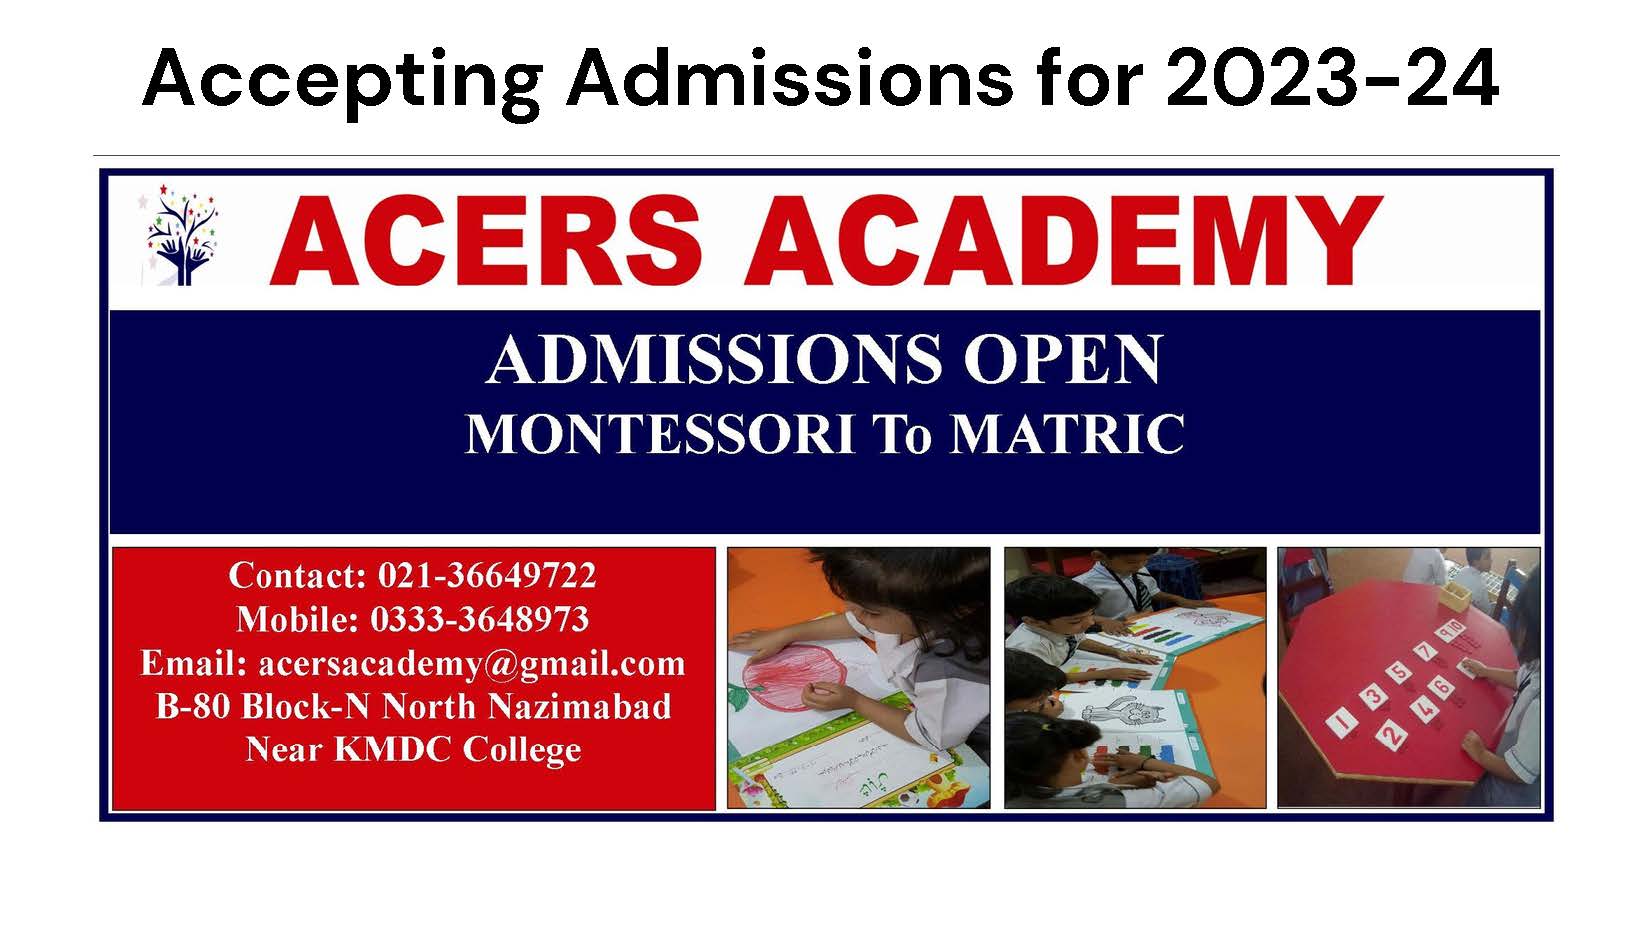 Accepting Admissions for 2023-24
ACERS ACADEMY
ADMISSIONS OPEN
MONTESSORI To MATRIC
Contact: 021-36649722
Mobile: 0333-3648973
Email: acersacademy@gmail.com
B-80 Block-N North Nazimabad
Near KMDC College
1 3 5 7 9 10
2 4 6